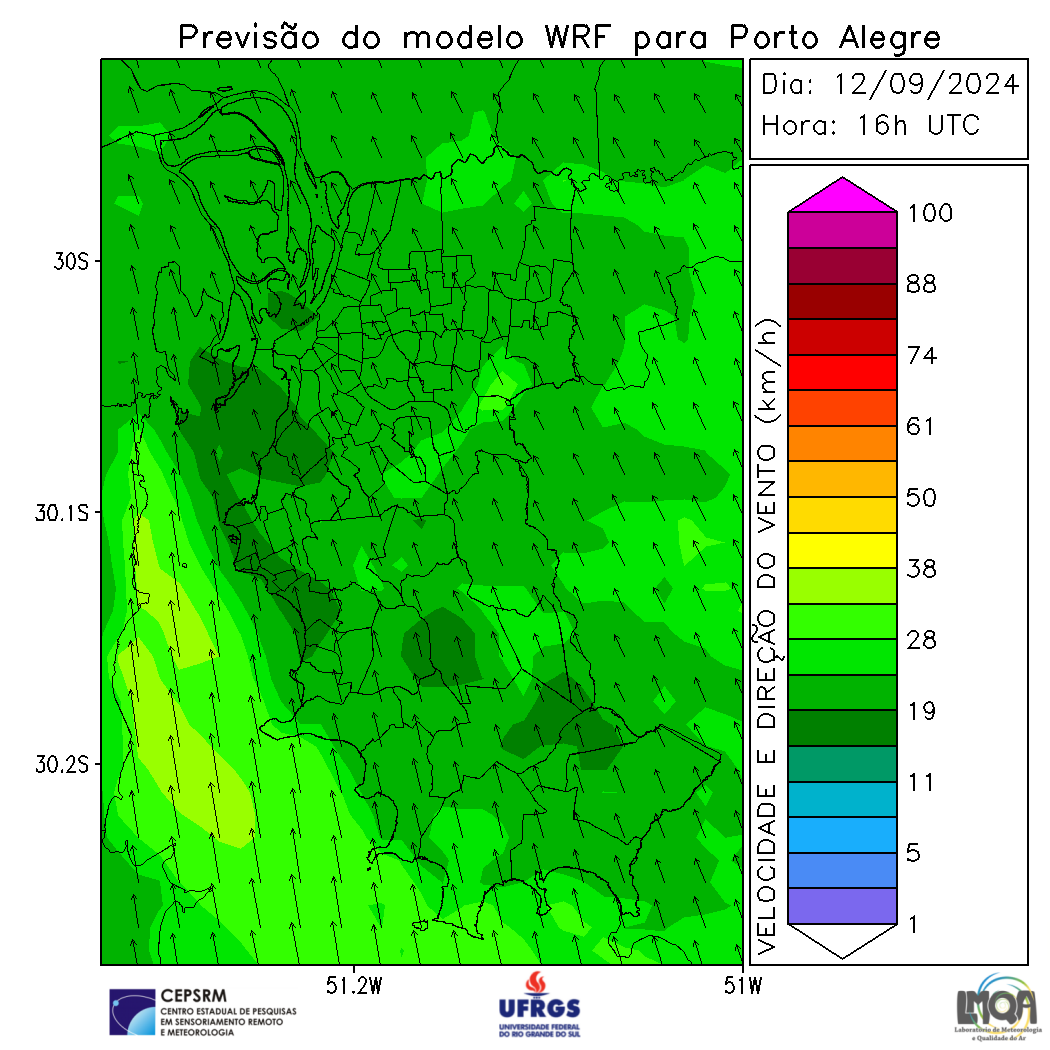 Previsão do modelo WRF para Porto Alegre
Dia: 12/09/2024
Hora: 16h UTC
30S
30.1S
30.2S
51.2W
51W
VELOCIDADE E DIREÇÃO DO VENTO (km/h)
100
88
74
61
50
38
28
19
11
5
1
CEPSRM
CENTRO ESTADUAL DE PESQUISAS
EM SENSORIAMENTO REMOTO
E METEOROLOGIA
UFRGS
UNIVERSIDADE FEDERAL
DO RIO GRANDE DO SUL
LMQA
Laboratório de Meteorologia
e Qualidade do Ar